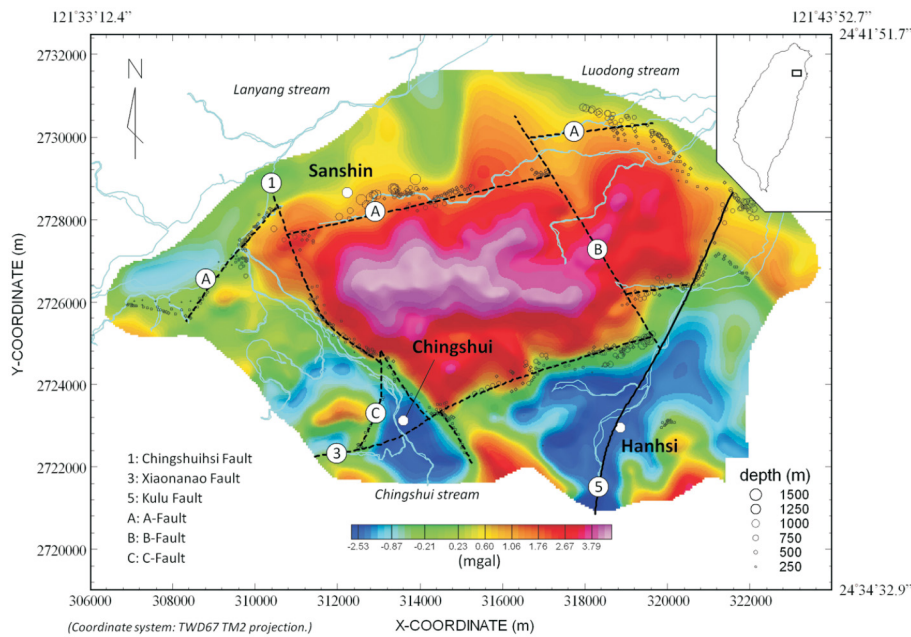 121°33'12.4’’
121°43'52.7’’
2732000
24°41'51.7’’
N
Lanyang stream
Luodong stream
2730000
A
Sanshin
1
A
2728000
B
A
2726000
Y-COORDINATE (m)
Chingshui
2724000
C
Hanhsi
3
2722000
5
1: Chingshuihsi Fault
3: Xiaonanao Fault
5: Kulu Fault
A: A-Fault
B: B-Fault
C: C-Fault
Chingshui stream
depth (m)
1500
1250
1000
750
500
250
-2.53 -0.87 -0.21 0.23 0.60 1.06 1.76 2.67 3.79
(mgal)
2720000
24°34'32.9’’
306000 308000 310000 312000 314000 316000 318000 320000 322000
(Coordinate system: TWD67 TM2 projection.)
X-COORDINATE (m)